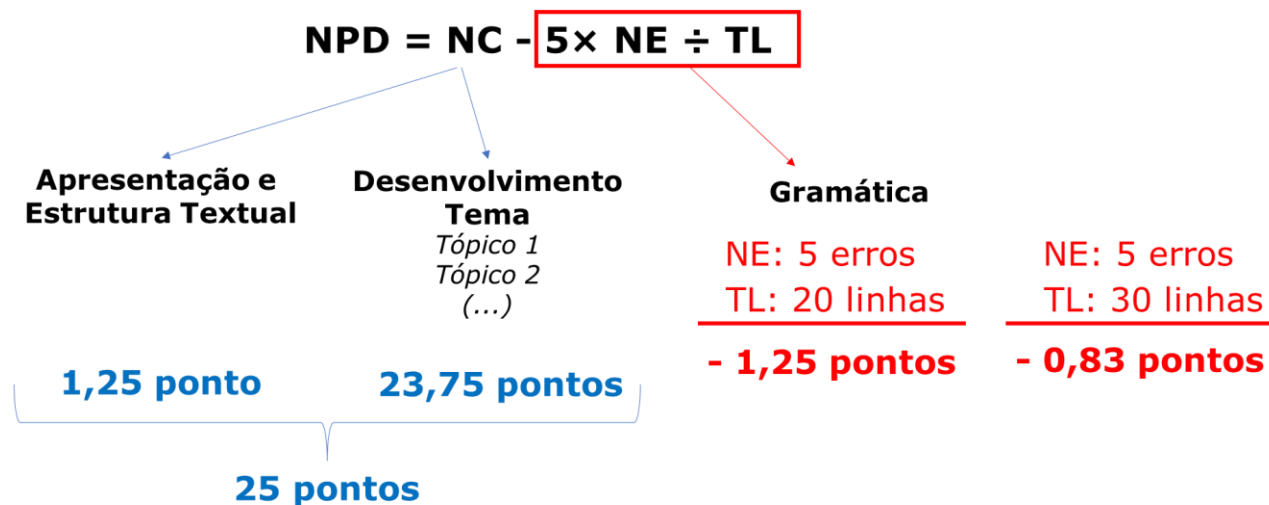 NPD = NC - 5× NE ÷ TL
Apresentação e
Estrutura Textual
1,25 ponto
Desenvolvimento
Tema
Tópico 1
Tópico 2
(...)
23,75 pontos
25 pontos
Gramática
NE: 5 erros
TL: 20 linhas
- 1,25 pontos
NE: 5 erros
TL: 30 linhas
- 0,83 pontos